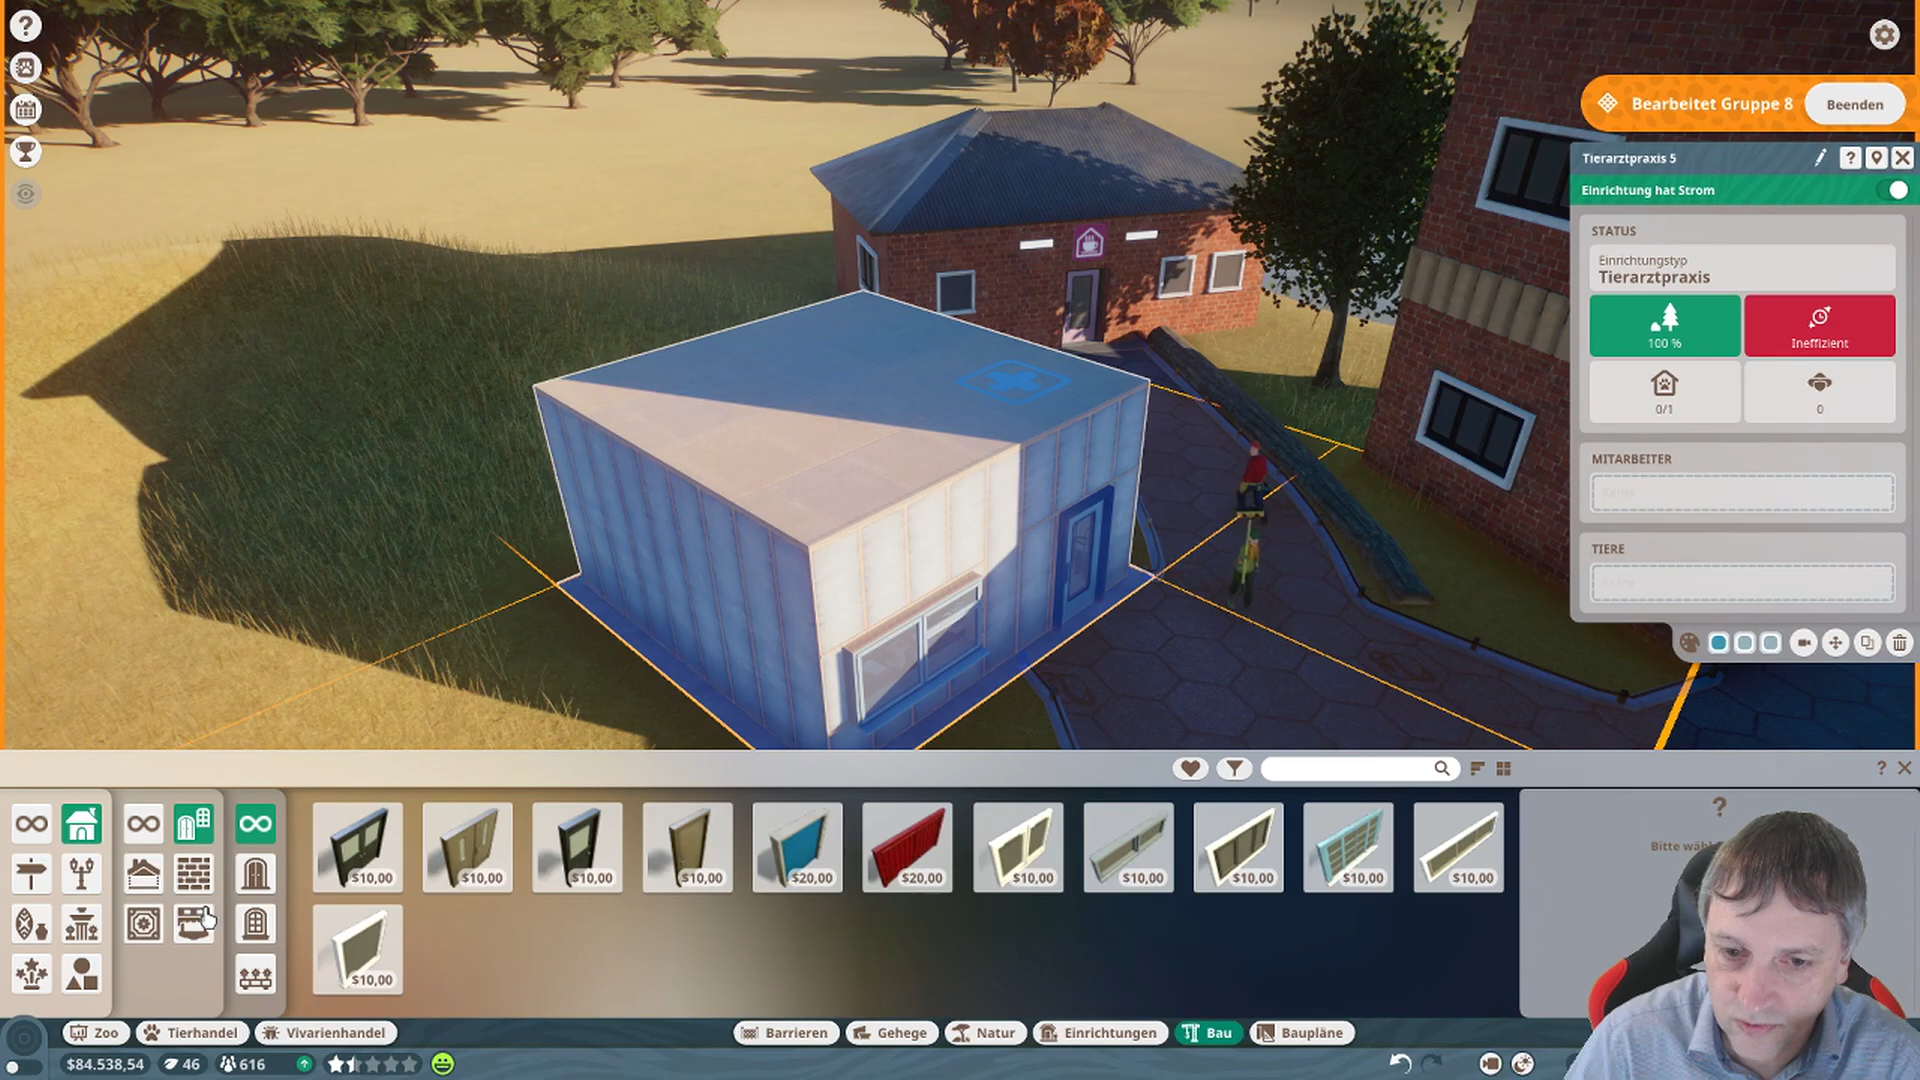 Bearbeitet Gruppe 8
Beenden
Tierarztpraxis 5
?
Einrichtung hat Strom
STATUS
Einrichtungstyp
Tierarztpraxis
100 %
Ineffizient
0/1
0
MITARBEITER
Keine
TIERE
Keine
?
?
$10,00
$10,00
$10,00
$10,00
$20,00
$20,00
$10,00
$10,00
$10,00
$10,00
$10,00
$10,00
?
Bitte
Zoo
Tierhandel
Vivarienhandel
Barrieren
Gehege
Natur
Einrichtungen
Bau
Baupläne
$84.538,54
46
616